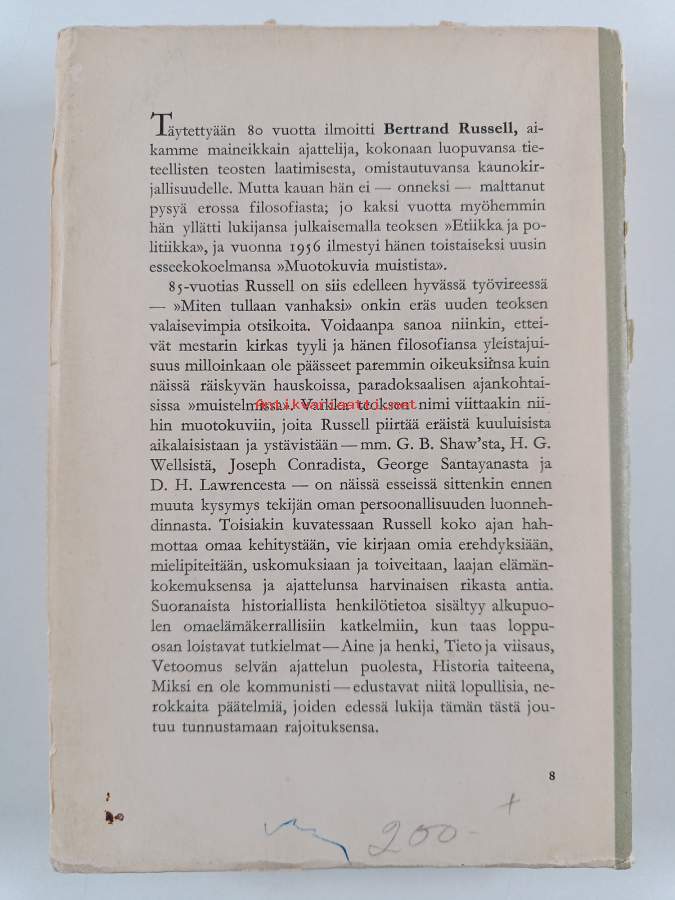 Täytettyään 80 vuotta ilmoitti Bertrand Russell, ai-
kamme maineikkain ajattelija, kokonaan luopuvansa tie-
teellisten teosten laatimisesta, omistautuvansa kaunokir-
jallisuudelle. Mutta kauan hän ei — onneksi — malttanut
pysyä erossa filosofiasta; jo kaksi vuotta myöhemmin
hän yllätti lukijansa julkaisemalla teoksen »Etiikka ja po-
litiikka», ja vuonna 1956 ilmestyi hänen toistaiseksi uusin
esseekokoelmansa »Muotokuvia muistista».
85-vuotias Russell on siis edelleen hyvässä työvireessä
— »Miten tullaan vanhaksi» onkin eräs uuden teoksen
valaisevimpia otsikoita. Voidaanpa sanoa niinkin, ettei-
vät mestarin kirkas tyyli ja hänen filosofiansa yleistajui-
suus milloinkaan ole päässeet paremmin oikeuksiinsa kuin
näissä räiskyvän hauskoissa, paradoksaalisen ajankohtai-
sissa »muistelmissa». Vaikka teoksen nimi viittaakin nii-
hin muotokuviin, joita Russell piirtää eräistä kuuluisista
aikalaisistaan ja ystävistään — mm. G. B. Shaw'sta, H. G.
Wellsistä, Joseph Conradista, George Santayanasta ja
D. H. Lawrencesta — on näissä esseissä sittenkin ennen
muuta kysymys tekijän oman persoonallisuuden luonneh-
dinnasta. Toisiakin kuvatessaan Russell koko ajan hah-
mottaa omaa kehitystään, vie kirjaan omia erehdyksiään,
mielipiteitään, uskomuksiaan ja toiveitaan, laajan elämän-
kokemuksensa ja ajattelunsa harvinaisen rikasta antia.
Suoranaista historiallista henkilötietoa sisältyy alkupuo-
len omaelämäkerrallisiin katkelmiin, kun taas loppu-
osan loistavat tutkielmat — Aine ja henki, Tieto ja viisaus,
Vetoomus selvän ajattelun puolesta, Historia taiteena,
Miksi en ole kommunisti — edustavat niitä lopullisia, ne-
rokkaita päätelmiä, joiden edessä lukija tämän tästä jou-
tuu tunnustamaan rajoituksensa.
8
200-
+